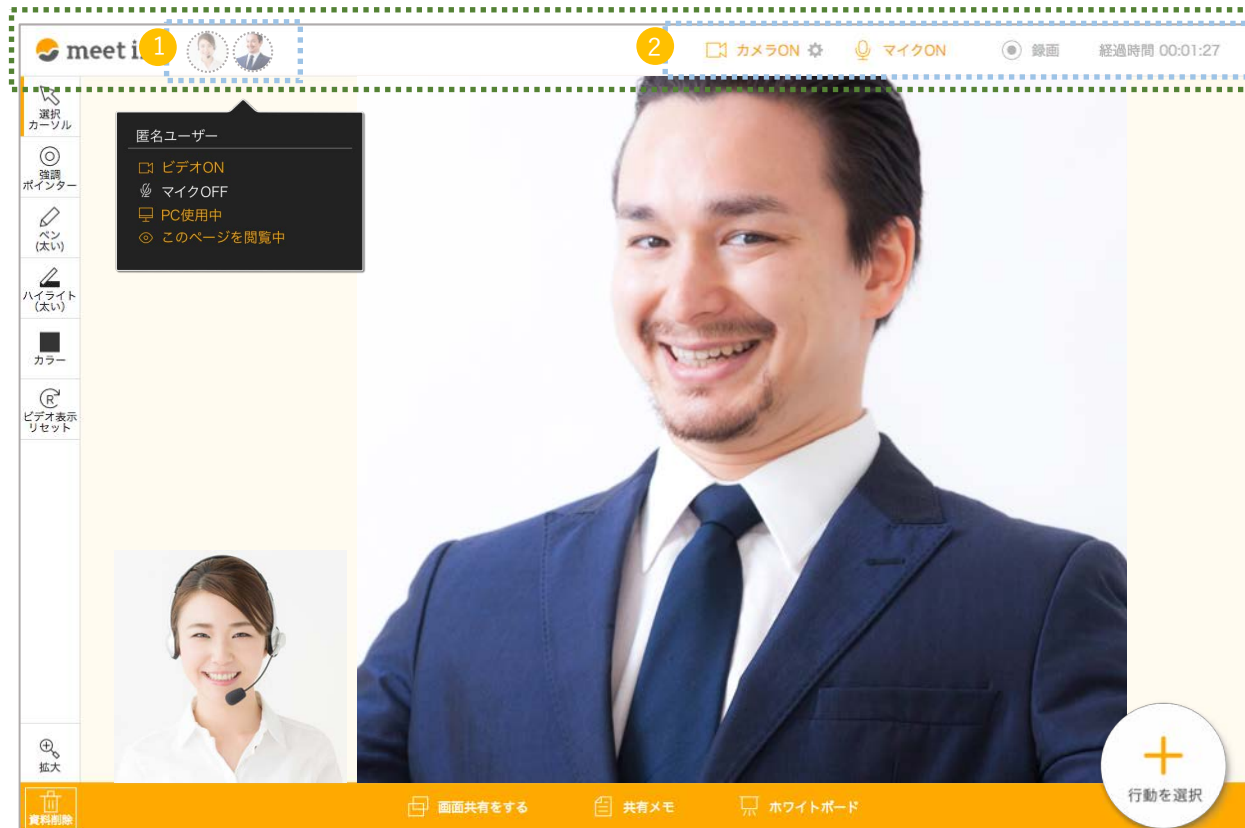 meet i
1
2
カメラON
マイクON
録画
経過時間 00:01:27
選択
カーソル
強調
ポインター
ペン
(太い)
ハイライト
(太い)
カラー
R
ビデオ表示
リセット
拡大
匿名ユーザー
ビデオON
マイクOFF
PC使用中
このページを閲覧中
行動を選択
資料削除
画面共有をする
共有メモ
ホワイトボード